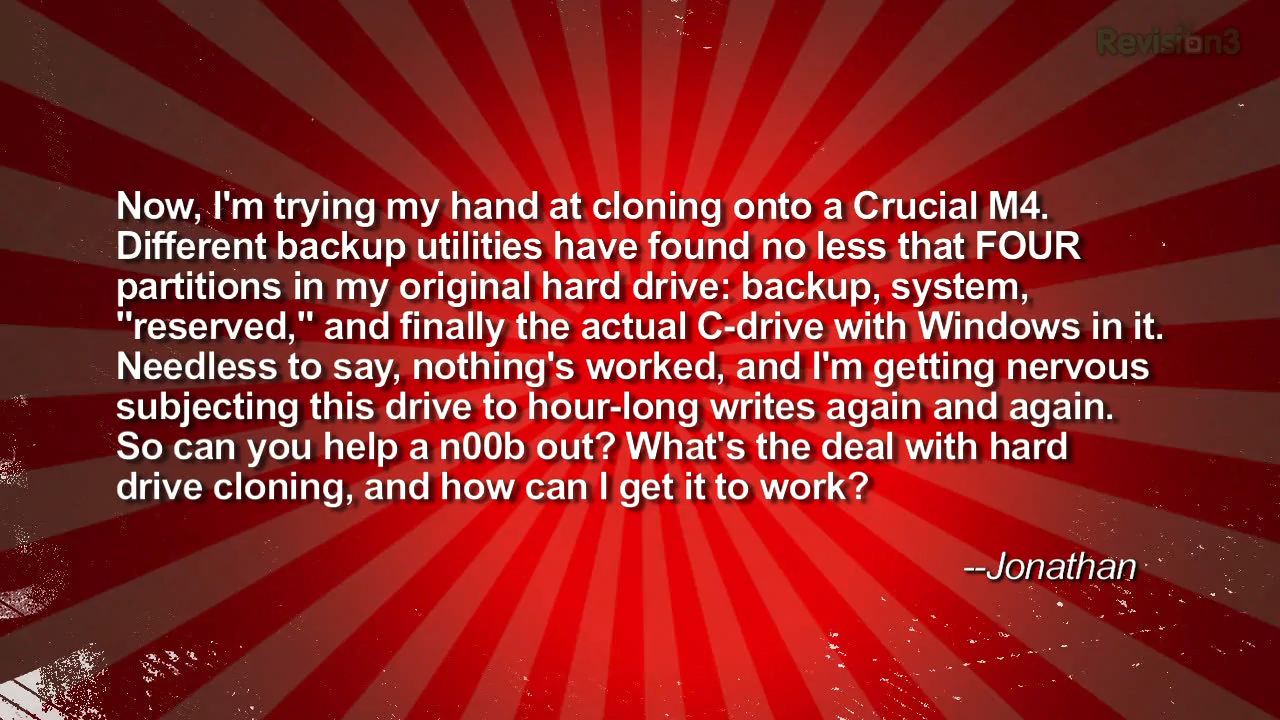 Revision3
Now, I'm trying my hand at cloning onto a Crucial M4.
Different backup utilities have found no less that FOUR
partitions in my original hard drive: backup, system,
"reserved," and finally the actual C-drive with Windows in it.
Needless to say, nothing's worked, and I'm getting nervous
subjecting this drive to hour-long writes again and again.
So can you help a n00b out? What's the deal with hard
drive cloning, and how can I get it to work?
--Jonathan